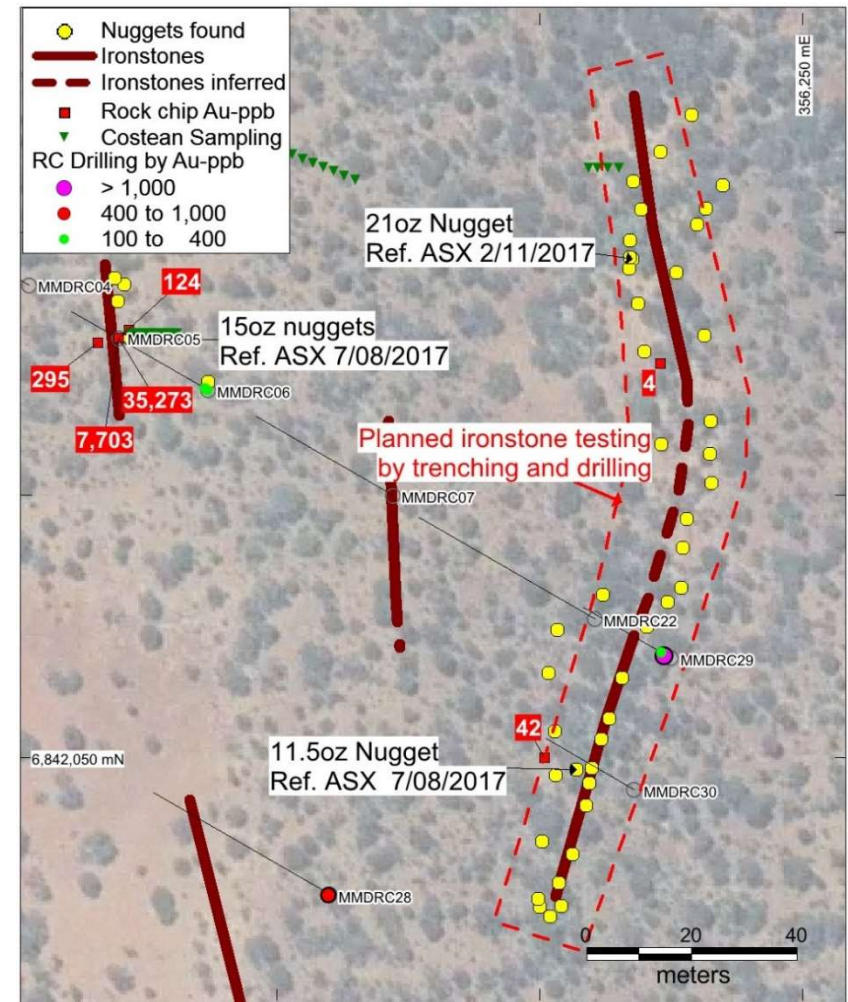 Nuggets found
Ironstones
Ironstones inferred
Rock chip Au-ppb
Costean Sampling
RC Drilling by Au-ppb
> 1,000
400 to 1,000
100 to 400
356,250 mE
21oz Nugget
Ref. ASX 2/11/2017
MMDRC04
124
15oz nuggets
Ref. ASX 7/08/2017
MMDRC05
295
35,273
MMDRC06
7,703
4
Planned ironstone testing
by trenching and drilling
MMDRC07
MMDRC22
MMDRC29
42
11.5oz Nugget
Ref. ASX 7/08/2017
6,842,050 mN
MMDRC30
MMDRC28
0 20 40
meters